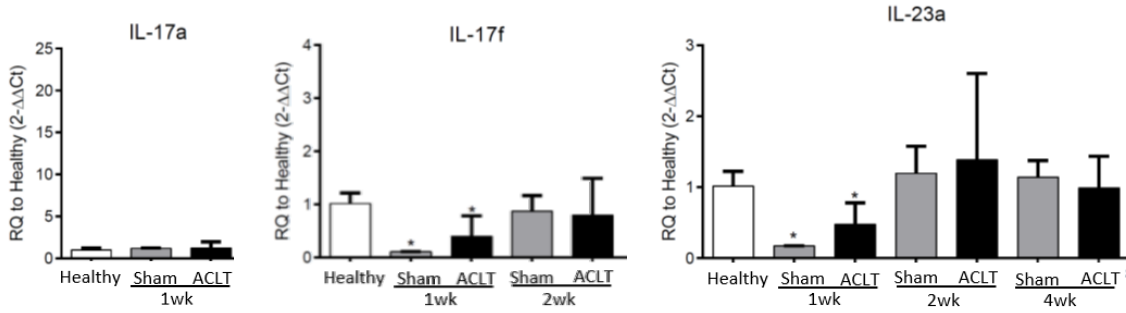 IL-17a
RQ to Healthy (2-ΔΔCt)
25
20
15
10
5
0
Healthy Sham ACLT
1wk
IL-17f
RQ to Healthy (2-ΔΔCt)
4
3
2
1
0
* *
Healthy Sham ACLT Sham ACLT
1wk 2wk
IL-23a
RQ to Healthy (2-ΔΔCt)
3
2
1
0
* *
Healthy Sham ACLT Sham ACLT Sham ACLT
1wk 2wk 4wk